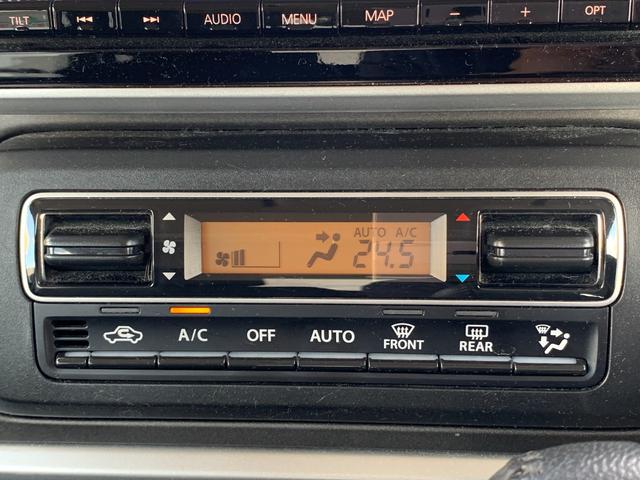 TILT AUDIO MENU MAP - + OPT
AUTO A/C
24.5
A/C OFF AUTO FRONT REAR